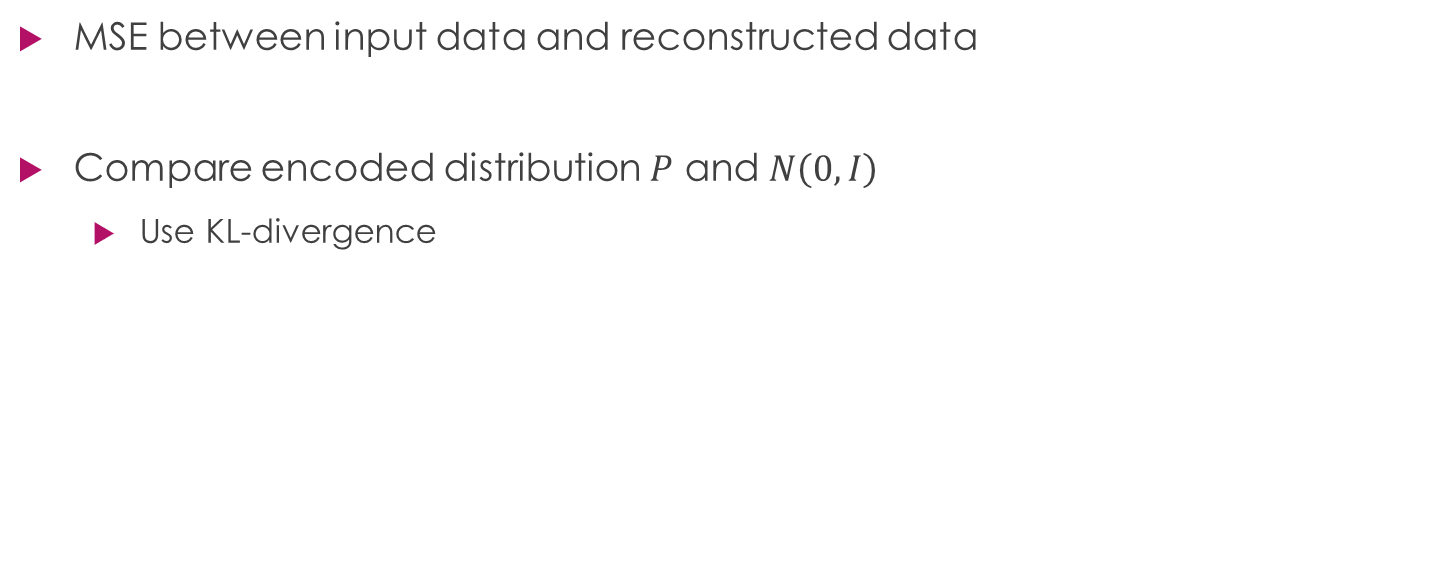 MSE between input data and reconstructed data
Compare encoded distribution P and N(0, I)
Use KL-divergence